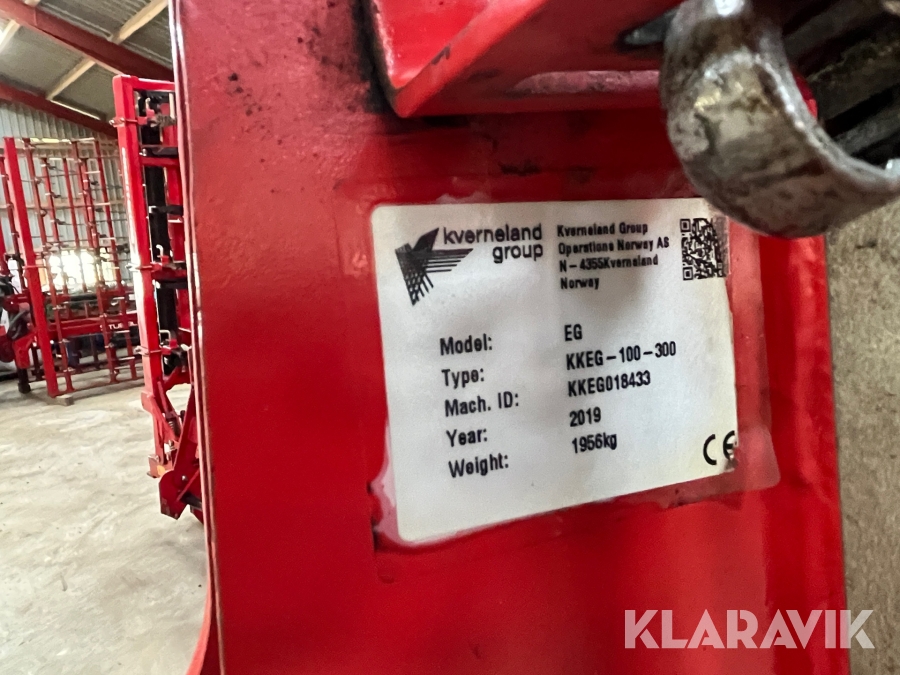 kverneland
group
Kverneland Group
Operations Norway AS
N-4355Kverneland
Norway
Model: EG
Type: KKEG-100-300
Mach. ID: KKEG018433
Year: 2019
Weight: 1956kg
CE
KLARAVIK